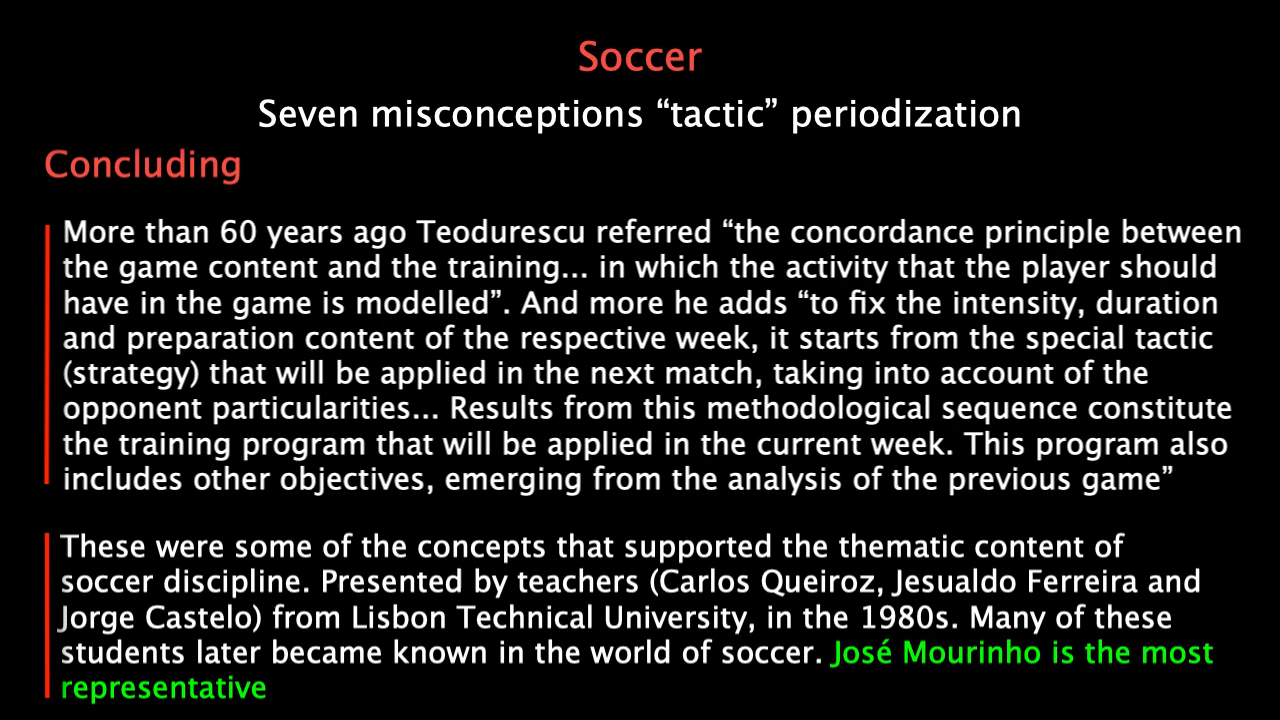 Soccer
Seven misconceptions “tactic” periodization
Concluding
More than 60 years ago Teodurescu referred “the concordance principle between
the game content and the training... in which the activity that the player should
have in the game is modelled”. And more he adds “to fix the intensity, duration
and preparation content of the respective week, it starts from the special tactic
(strategy) that will be applied in the next match, taking into account of the
opponent particularities... Results from this methodological sequence constitute
the training program that will be applied in the current week. This program also
includes other objectives, emerging from the analysis of the previous game”
These were some of the concepts that supported the thematic content of
soccer discipline. Presented by teachers (Carlos Queiroz, Jesualdo Ferreira and
Jorge Castelo) from Lisbon Technical University, in the 1980s. Many of these
students later became known in the world of soccer. José Mourinho is the most
representative